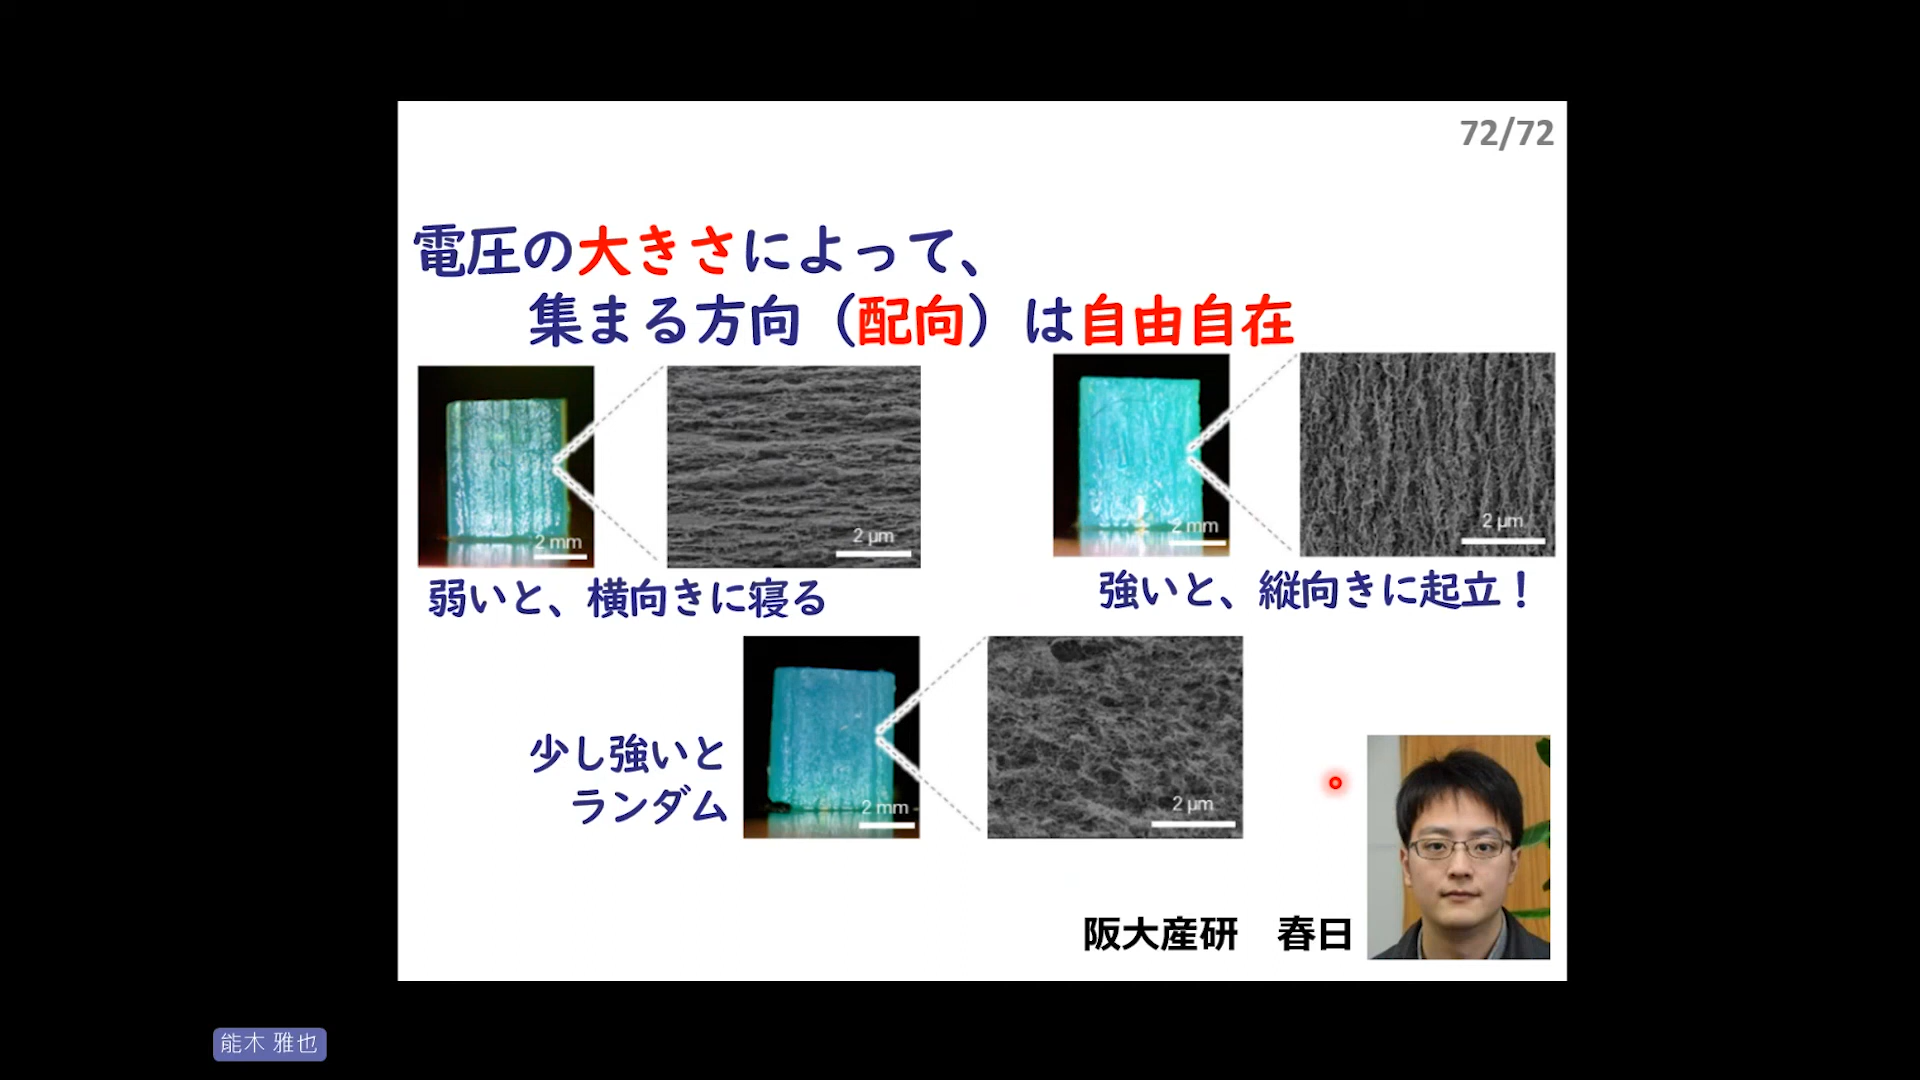 72/72
電圧の大きさによって、
集まる方向（配向）は自由自在
2 mm
2 µm
2 mm
2 µm
弱いと、横向きに寝る
強いと、縦向きに起立！
少し強いと
ランダム
2 mm
2 µm
阪大産研　春日
能木 雅也